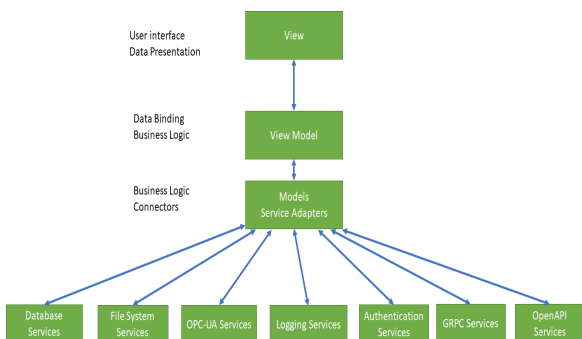 User interface
Data Presentation
View
Data Binding
Business Logic
View Model
Business Logic
Connectors
Models
Service Adapters
Database
Services
File System
Services
OPC-UA Services
Logging Services
Authentication
Services
GRPC Services
OpenAPI
Services